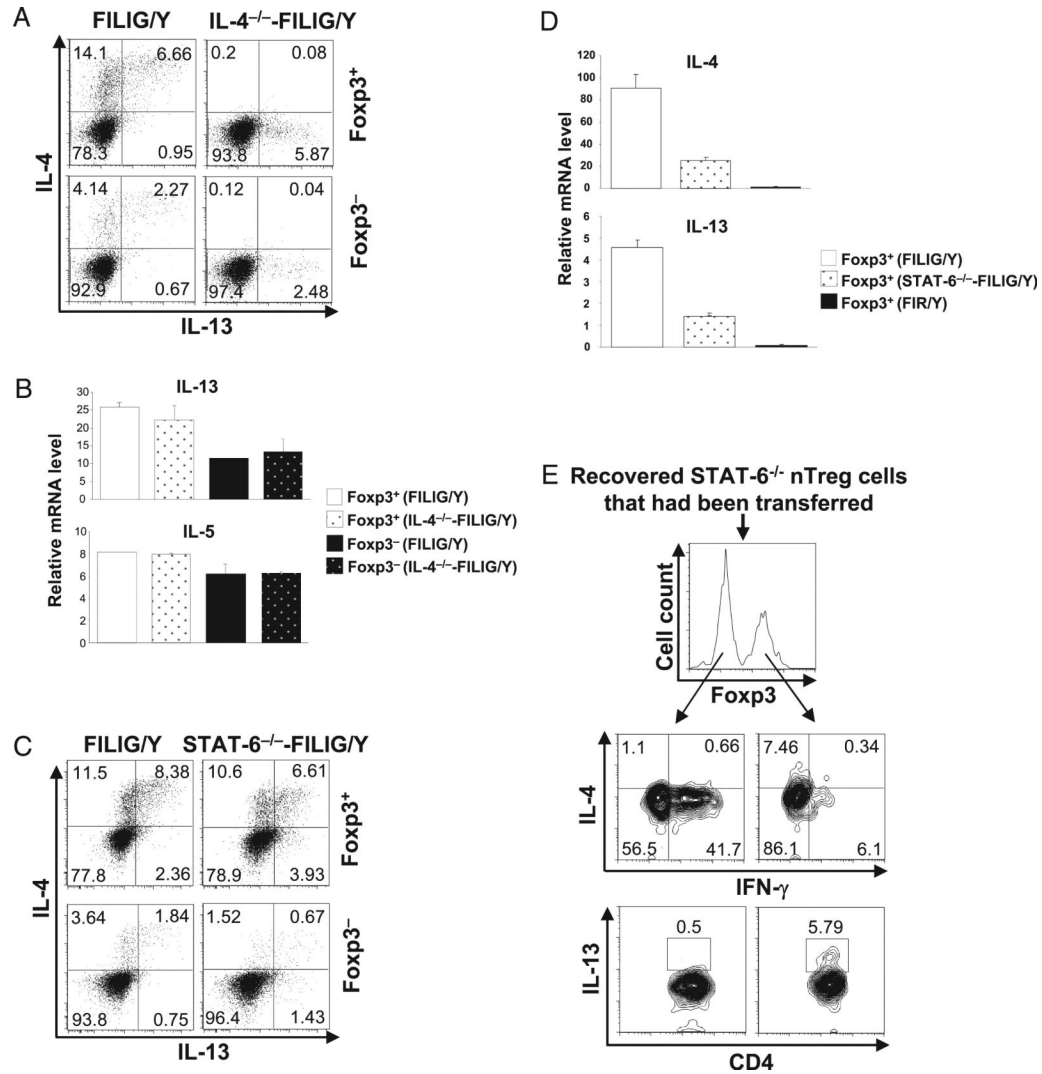 A
FILIG/Y IL-4⁻/⁻-FILIG/Y
14.1 6.66 0.2 0.08
78.3 0.95 93.8 5.87
Foxp3⁺
4.14 2.27 0.12 0.04
92.9 0.67 97.4 2.48
Foxp3⁻
IL-4
IL-13
B
IL-13
30
25
20
15
10
5
0
IL-5
10
8
6
4
2
0
Relative mRNA level
Foxp3⁺ (FILIG/Y)
Foxp3⁺ (IL-4⁻/⁻-FILIG/Y)
Foxp3⁻ (FILIG/Y)
Foxp3⁻ (IL-4⁻/⁻-FILIG/Y)
C
FILIG/Y STAT-6⁻/⁻-FILIG/Y
11.5 8.38 10.6 6.61
77.8 2.36 78.9 3.93
Foxp3⁺
3.64 1.84 1.52 0.67
93.8 0.75 96.4 1.43
Foxp3⁻
IL-4
IL-13
D
IL-4
120
100
80
60
40
20
0
IL-13
6
5
4
3
2
1
0
Relative mRNA level
Foxp3⁺ (FILIG/Y)
Foxp3⁺ (STAT-6⁻/⁻-FILIG/Y)
Foxp3⁺ (FIR/Y)
E
Recovered STAT-6⁻/⁻ nTreg cells
that had been transferred
Cell count
Foxp3
1.1 0.66 7.46 0.34
56.5 41.7 86.1 6.1
IL-4
IFN-γ
0.5 5.79
IL-13
CD4